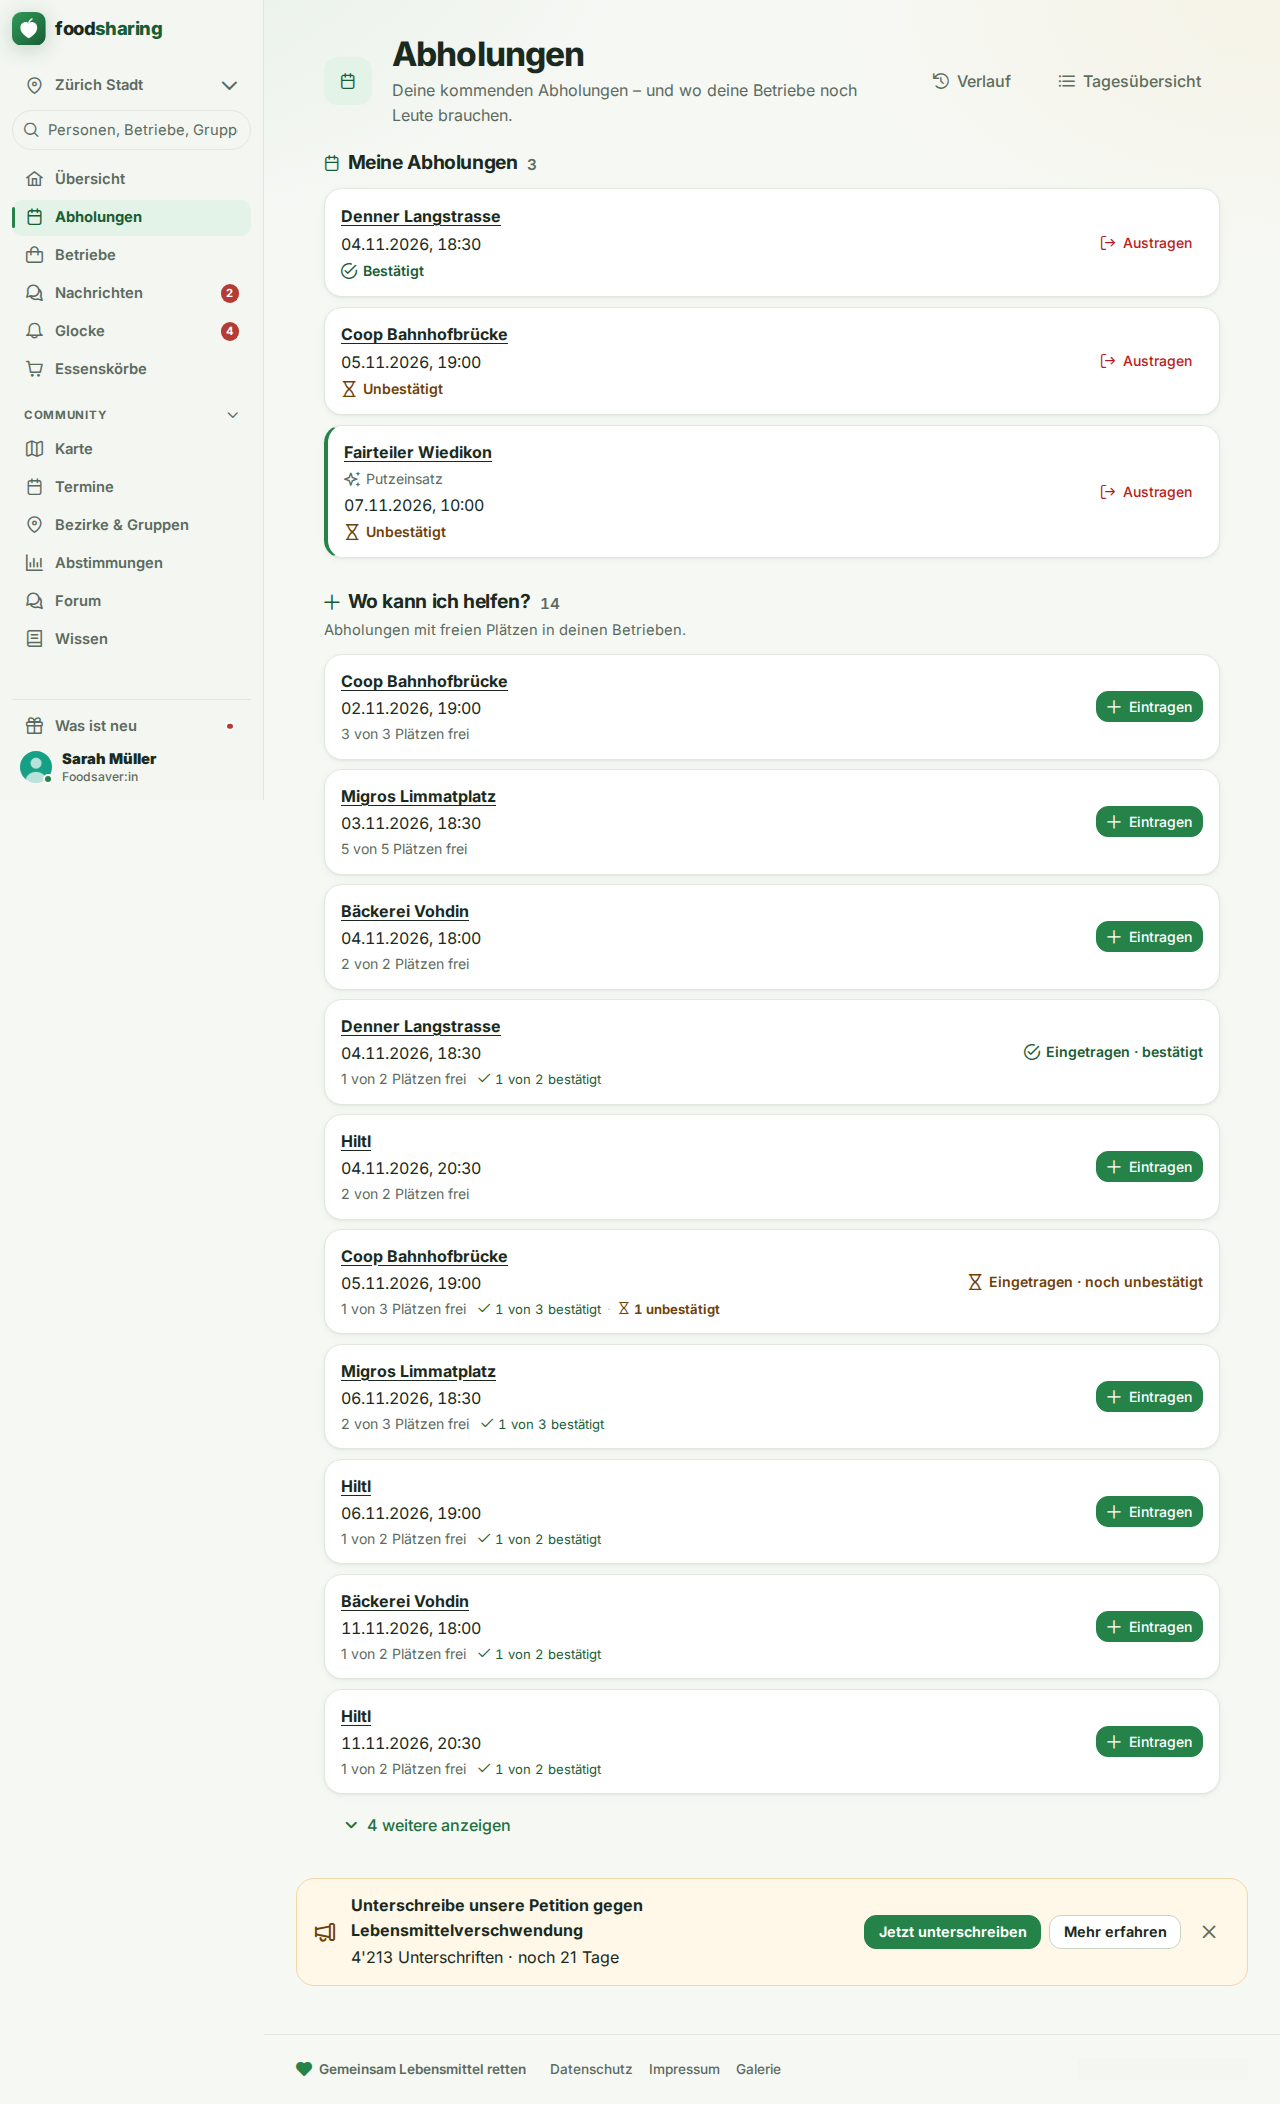 foodsharing
Zürich Stadt
Personen, Betriebe, Grupp
Übersicht
Abholungen
Betriebe
Nachrichten 2
Glocke 4
Essenskörbe
COMMUNITY
Karte
Termine
Bezirke & Gruppen
Abstimmungen
Forum
Wissen
Was ist neu
Sarah Müller
Foodsaver:in
Abholungen
Deine kommenden Abholungen – und wo deine Betriebe noch
Leute brauchen.
Verlauf
Tagesübersicht
Meine Abholungen 3
Denner Langstrasse
04.11.2026, 18:30
Bestätigt
Austragen
Coop Bahnhofbrücke
05.11.2026, 19:00
Unbestätigt
Austragen
Fairteiler Wiedikon
Putzeinsatz
07.11.2026, 10:00
Unbestätigt
Austragen
Wo kann ich helfen? 14
Abholungen mit freien Plätzen in deinen Betrieben.
Coop Bahnhofbrücke
02.11.2026, 19:00
3 von 3 Plätzen frei
Eintragen
Migros Limmatplatz
03.11.2026, 18:30
5 von 5 Plätzen frei
Eintragen
Bäckerei Vohdin
04.11.2026, 18:00
2 von 2 Plätzen frei
Eintragen
Denner Langstrasse
04.11.2026, 18:30
1 von 2 Plätzen frei 1 von 2 bestätigt
Eingetragen · bestätigt
Hiltl
04.11.2026, 20:30
2 von 2 Plätzen frei
Eintragen
Coop Bahnhofbrücke
05.11.2026, 19:00
1 von 3 Plätzen frei 1 von 3 bestätigt · 1 unbestätigt
Eingetragen · noch unbestätigt
Migros Limmatplatz
06.11.2026, 18:30
2 von 3 Plätzen frei 1 von 3 bestätigt
Eintragen
Hiltl
06.11.2026, 19:00
1 von 2 Plätzen frei 1 von 2 bestätigt
Eintragen
Bäckerei Vohdin
11.11.2026, 18:00
1 von 2 Plätzen frei 1 von 2 bestätigt
Eintragen
Hiltl
11.11.2026, 20:30
1 von 2 Plätzen frei 1 von 2 bestätigt
Eintragen
4 weitere anzeigen
Unterschreibe unsere Petition gegen
Lebensmittelverschwendung
4'213 Unterschriften · noch 21 Tage
Jetzt unterschreiben
Mehr erfahren
Gemeinsam Lebensmittel retten Datenschutz Impressum Galerie